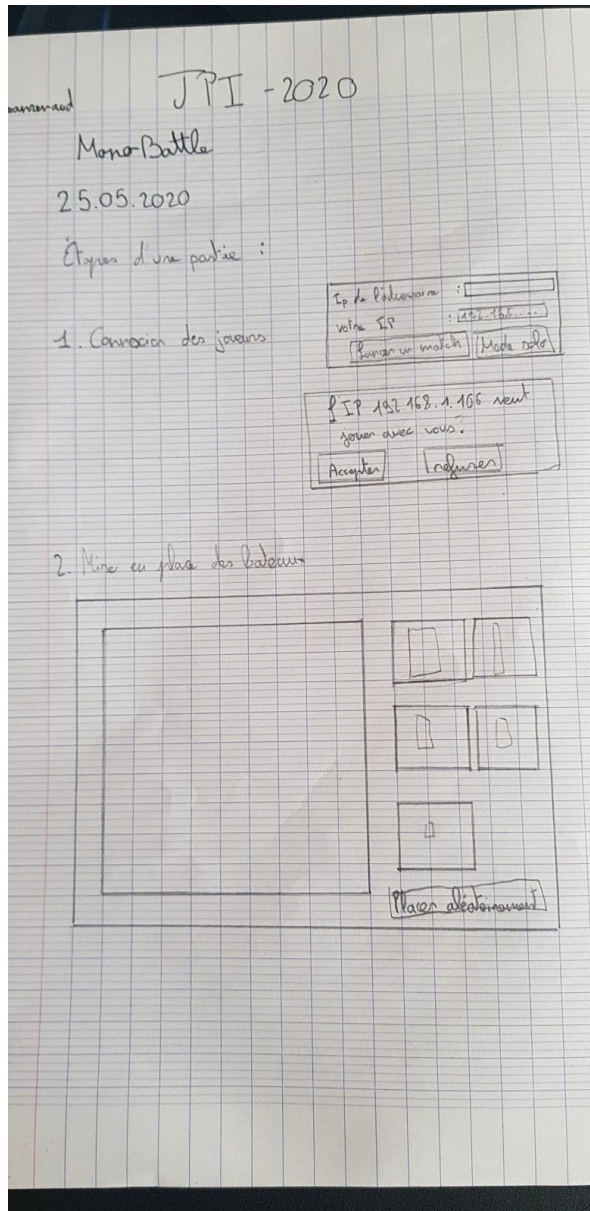 JPI - 2020
Mono-Battle
25.05.2020
Étapes d'une partie :
1. Connexion des joueurs
Ip de l'adversaire :
votre IP : 192.168.....
Lancer un match
Mode solo
L'IP 192.168.1.106 veut
jouer avec vous.
Accepter
refuser
2. Mise en place des bateaux
Placer aléatoirement